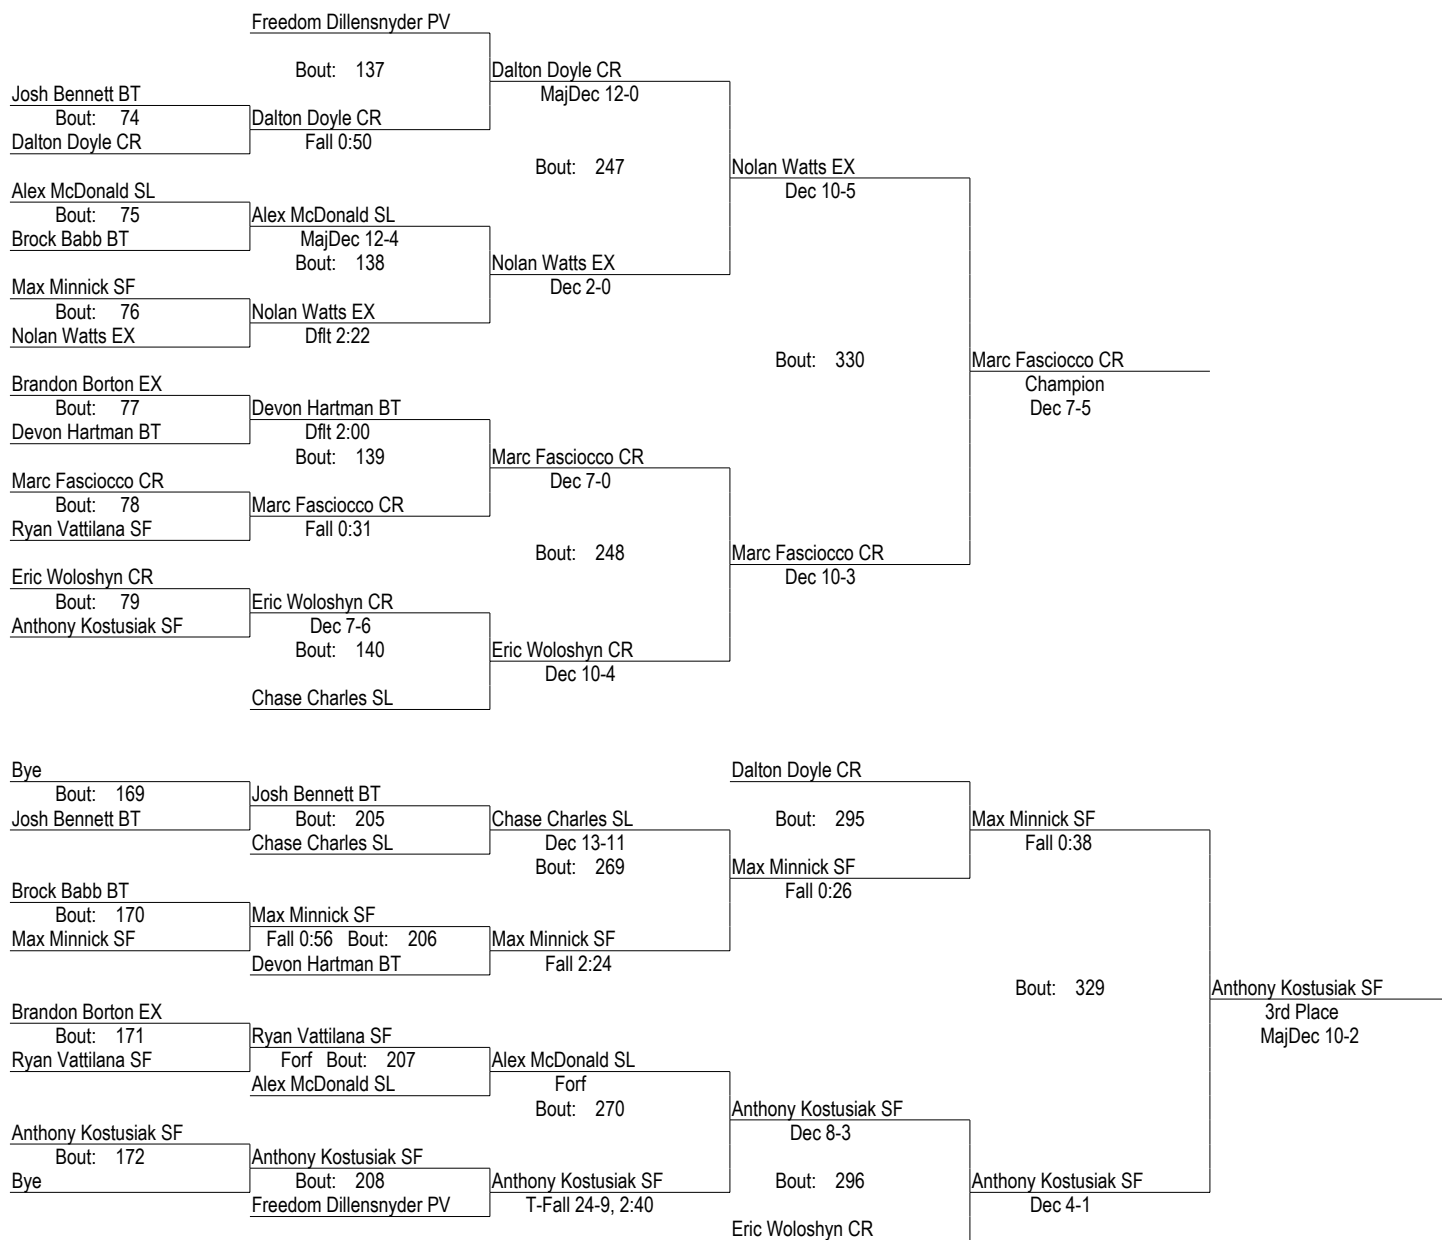 Freedom Dillensnyder PV
Bout: 137
Dalton Doyle CR
MajDec 12-0
Josh Bennett BT
Bout: 74
Dalton Doyle CR
Dalton Doyle CR
Fall 0:50
Bout: 247
Nolan Watts EX
Dec 10-5
Alex McDonald SL
Bout: 75
Brock Babb BT
Alex McDonald SL
MajDec 12-4
Bout: 138
Nolan Watts EX
Dec 2-0
Max Minnick SF
Bout: 76
Nolan Watts EX
Nolan Watts EX
Dflt 2:22
Bout: 330
Marc Fasciocco CR
Champion
Dec 7-5
Brandon Borton EX
Bout: 77
Devon Hartman BT
Devon Hartman BT
Dflt 2:00
Bout: 139
Marc Fasciocco CR
Dec 7-0
Marc Fasciocco CR
Bout: 78
Ryan Vattilana SF
Marc Fasciocco CR
Fall 0:31
Bout: 248
Marc Fasciocco CR
Dec 10-3
Eric Woloshyn CR
Bout: 79
Anthony Kostusiak SF
Eric Woloshyn CR
Dec 7-6
Bout: 140
Eric Woloshyn CR
Dec 10-4
Chase Charles SL
Bye
Bout: 169
Josh Bennett BT
Josh Bennett BT
Bout: 205
Chase Charles SL
Chase Charles SL
Dec 13-11
Bout: 269
Dalton Doyle CR
Bout: 295
Max Minnick SF
Fall 0:26
Max Minnick SF
Fall 0:38
Brock Babb BT
Bout: 170
Max Minnick SF
Max Minnick SF
Fall 0:56 Bout: 206
Devon Hartman BT
Max Minnick SF
Fall 2:24
Bout: 329
Anthony Kostusiak SF
3rd Place
MajDec 10-2
Brandon Borton EX
Bout: 171
Ryan Vattilana SF
Ryan Vattilana SF
Forf Bout: 207
Alex McDonald SL
Alex McDonald SL
Forf
Bout: 270
Anthony Kostusiak SF
Dec 8-3
Anthony Kostusiak SF
Bout: 172
Bye
Anthony Kostusiak SF
Bout: 208
Freedom Dillensnyder PV
Anthony Kostusiak SF
T-Fall 24-9, 2:40
Bout: 296
Eric Woloshyn CR
Anthony Kostusiak SF
Dec 4-1